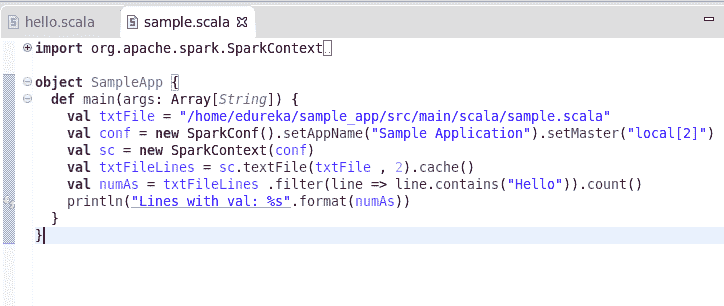 hello.scala sample.scala
import org.apache.spark.SparkContext
object SampleApp {
def main(args: Array[String]) {
val txtFile = "/home/edureka/sample_app/src/main/scala/sample.scala"
val conf = new SparkConf().setAppName("Sample Application").setMaster("local[2]")
val sc = new SparkContext(conf)
val txtFileLines = sc.textFile(txtFile , 2).cache()
val numAs = txtFileLines .filter(line => line.contains("Hello")).count()
println("Lines with val: %s".format(numAs))
}
}